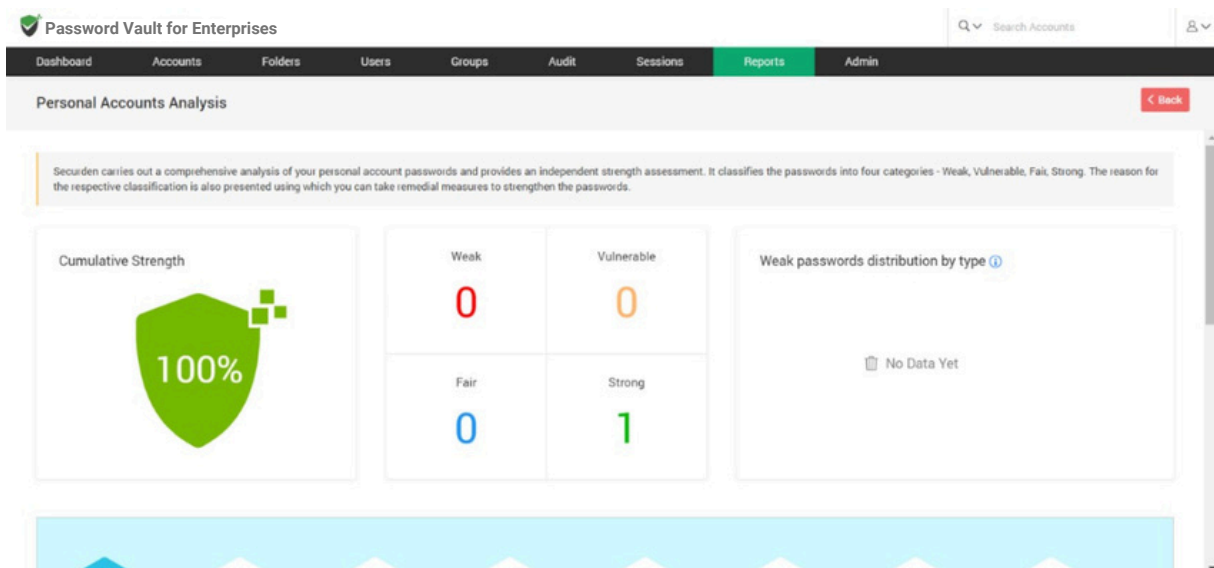 Password Vault for Enterprises
Search Accounts
Dashboard Accounts Folders Users Groups Audit Sessions Reports Admin
Personal Accounts Analysis
< Back
Securden carries out a comprehensive analysis of your personal account passwords and provides an independent strength assessment. It classifies the passwords into four categories - Weak, Vulnerable, Fair, Strong. The reason for
the respective classification is also presented using which you can take remedial measures to strengthen the passwords.
Cumulative Strength
100%
Weak
0
Vulnerable
0
Fair
0
Strong
1
Weak passwords distribution by type
No Data Yet